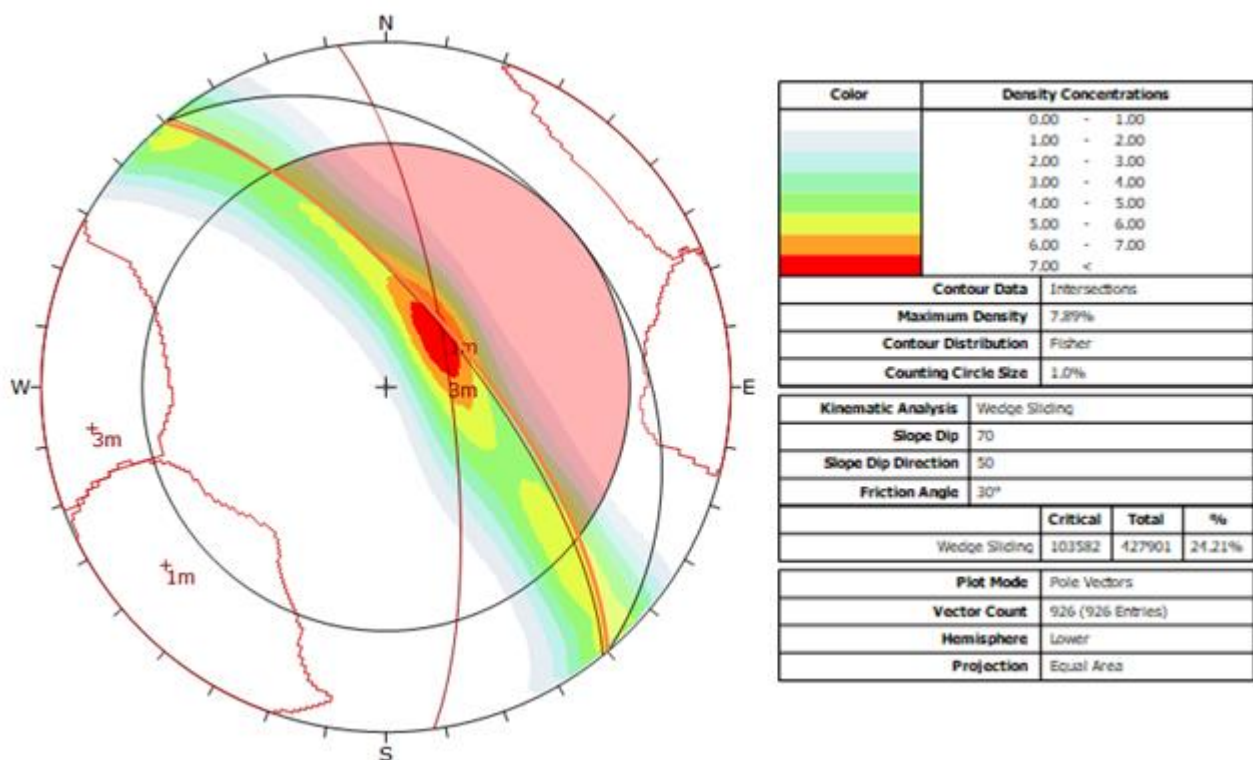 N
W
E
S
3m
1m
3m
Color Density Concentrations
0.00 - 1.00
1.00 - 2.00
2.00 - 3.00
3.00 - 4.00
4.00 - 5.00
5.00 - 6.00
6.00 - 7.00
7.00 <
Contour Data Intersections
Maximum Density 7.89%
Contour Distribution Fisher
Counting Circle Size 1.0%
Kinematic Analysis Wedge Sliding
Slope Dip 70
Slope Dip Direction 50
Friction Angle 30°
Critical Total %
Wedge Sliding 103582 427901 24.21%
Plot Mode Pole Vectors
Vector Count 926 (926 Entries)
Hemisphere Lower
Projection Equal Area